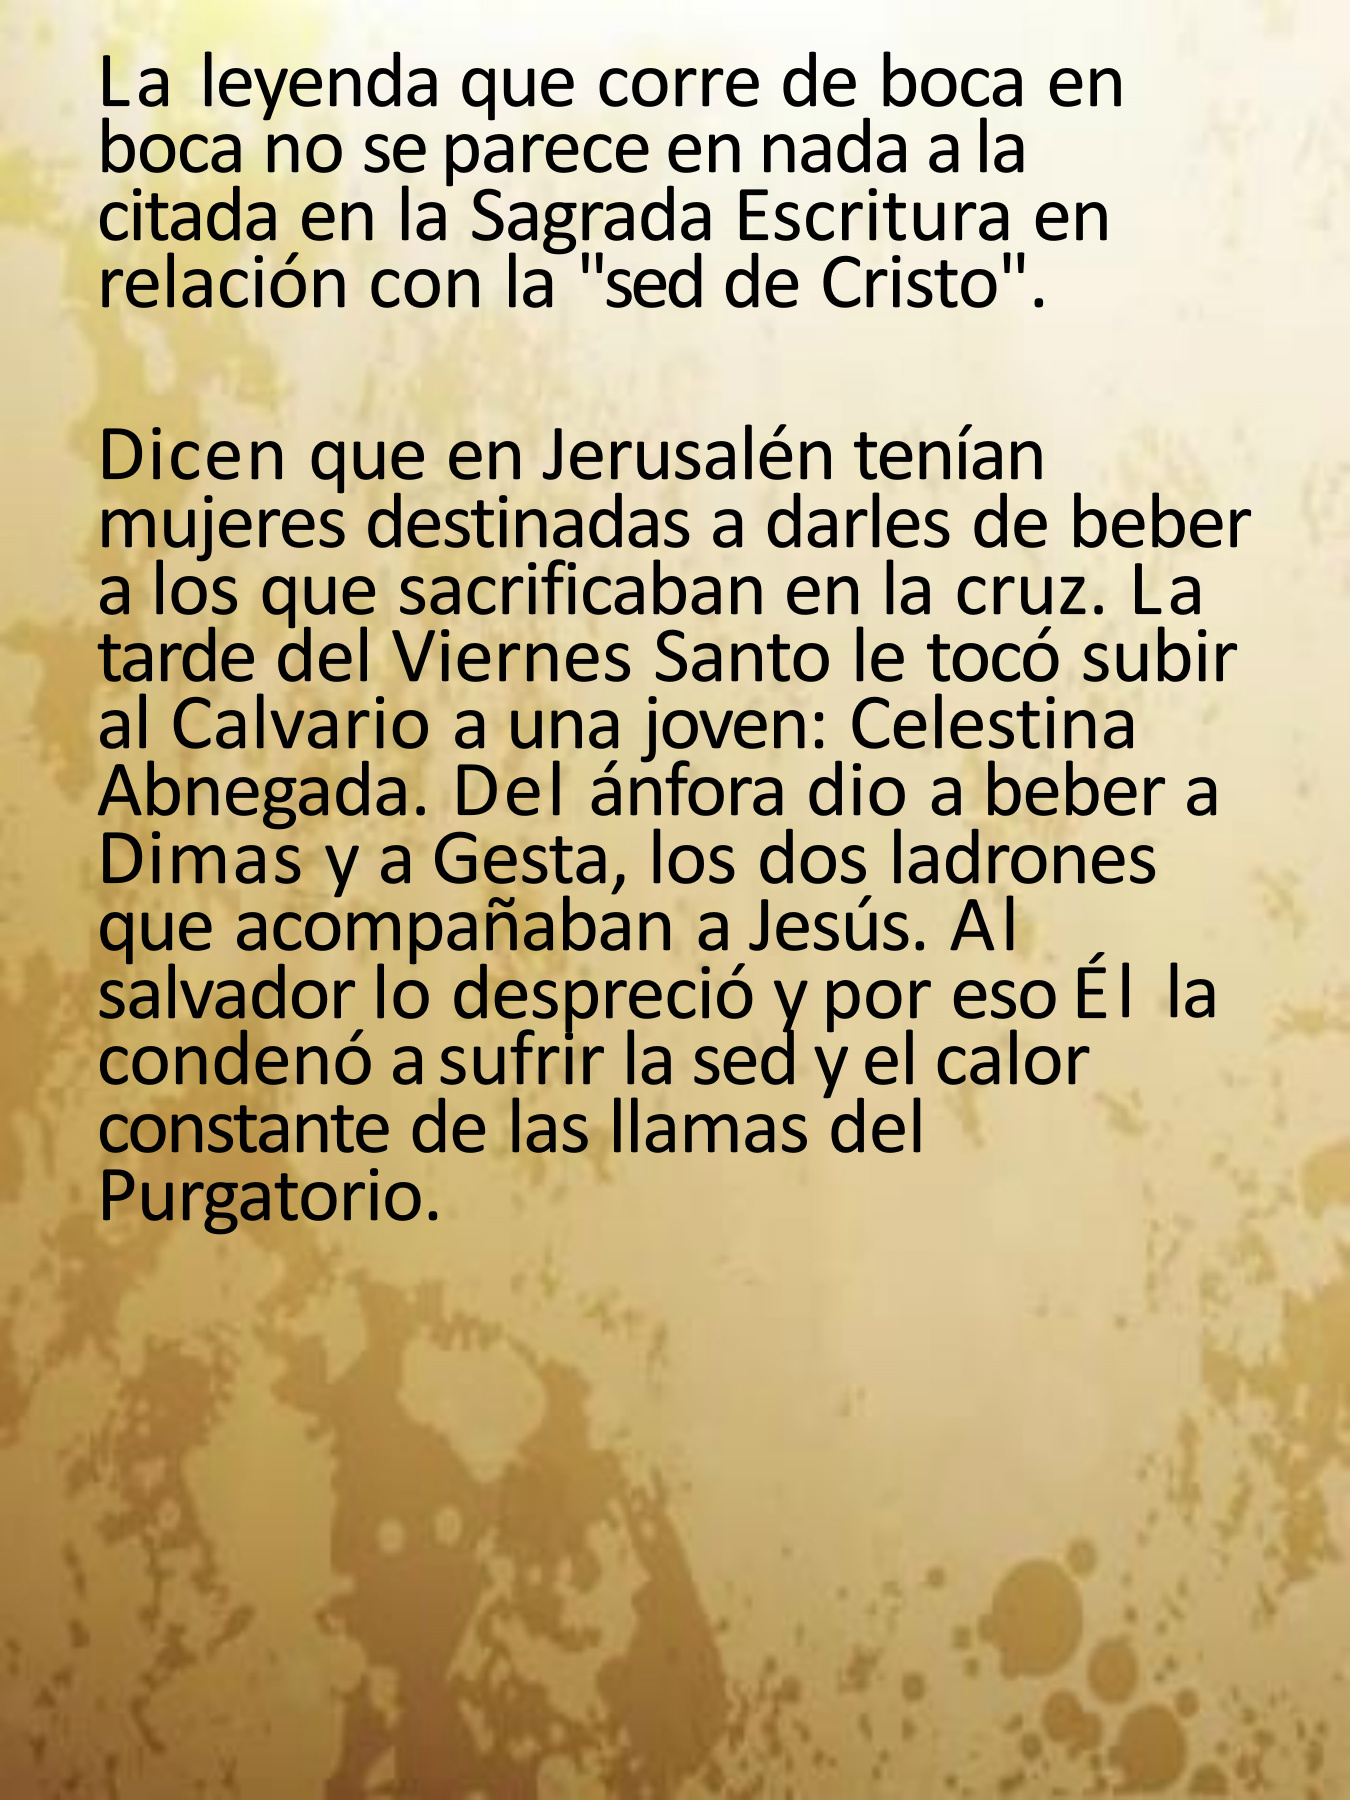 La leyenda que corre de boca en
boca no se parece en nada a la
citada en la Sagrada Escritura en
relación con la "sed de Cristo".
Dicen que en Jerusalén tenían
mujeres destinadas a darles de beber
a los que sacrificaban en la cruz. La
tarde del Viernes Santo le tocó subir
al Calvario a una joven: Celestina
Abnegada. Del ánfora dio a beber a
Dimas y a Gesta, los dos ladrones
que acompañaban a Jesús. Al
salvador lo despreció y por eso Él la
condenó a sufrir la sed y el calor
constante de las llamas del
Purgatorio.